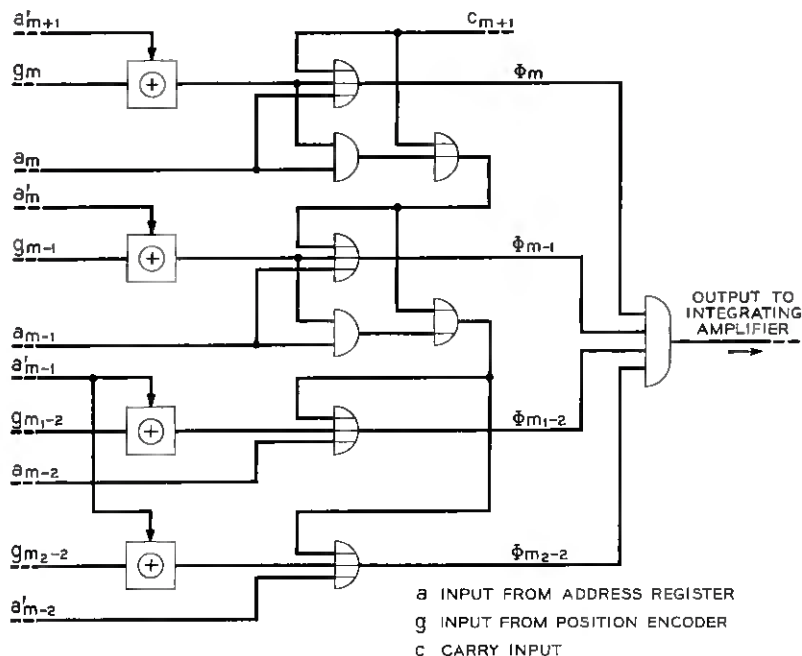 a′m+1
cm+1
gm
Φm
am
a′m
gm-1
Φm-1
am-1
OUTPUT TO
INTEGRATING
AMPLIFIER
a′m-1
gm1-2
Φm1-2
am-2
gm2-2
Φm2-2
a′m-2
a INPUT FROM ADDRESS REGISTER
g INPUT FROM POSITION ENCODER
c CARRY INPUT